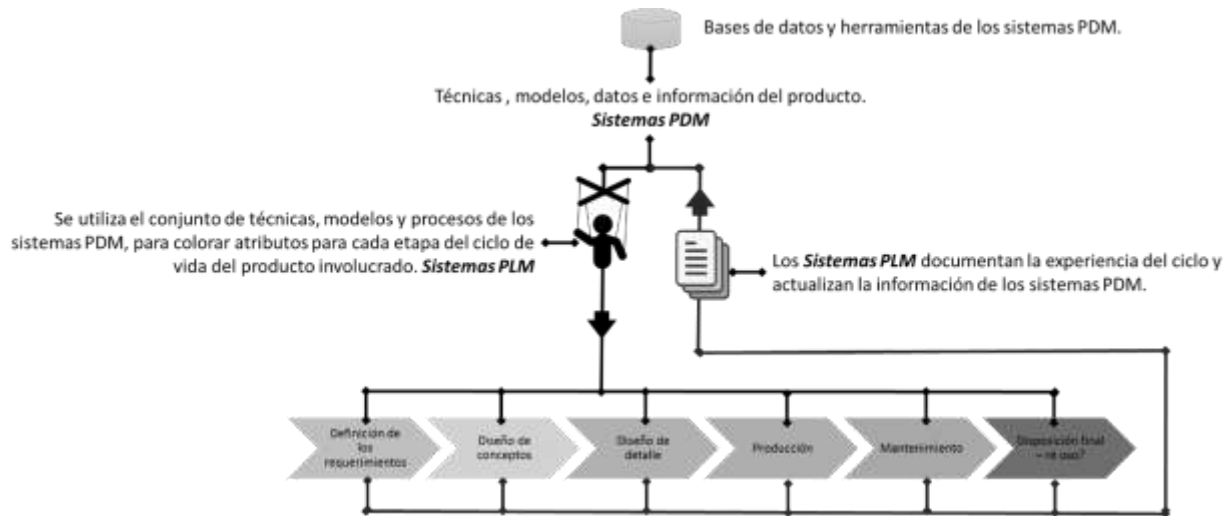 Bases de datos y herramientas de los sistemas PDM.
Técnicas , modelos, datos e información del producto.
Sistemas PDM
Se utiliza el conjunto de técnicas, modelos y procesos de los
sistemas PDM, para colorar atributos para cada etapa del ciclo de
vida del producto involucrado. Sistemas PLM
Los Sistemas PLM documentan la experiencia del ciclo y
actualizan la información de los sistemas PDM.
Definición de
los
requerimientos
Diseño de
conceptos
Diseño de
detalle
Producción
Mantenimiento
Disposición final
– re uso?